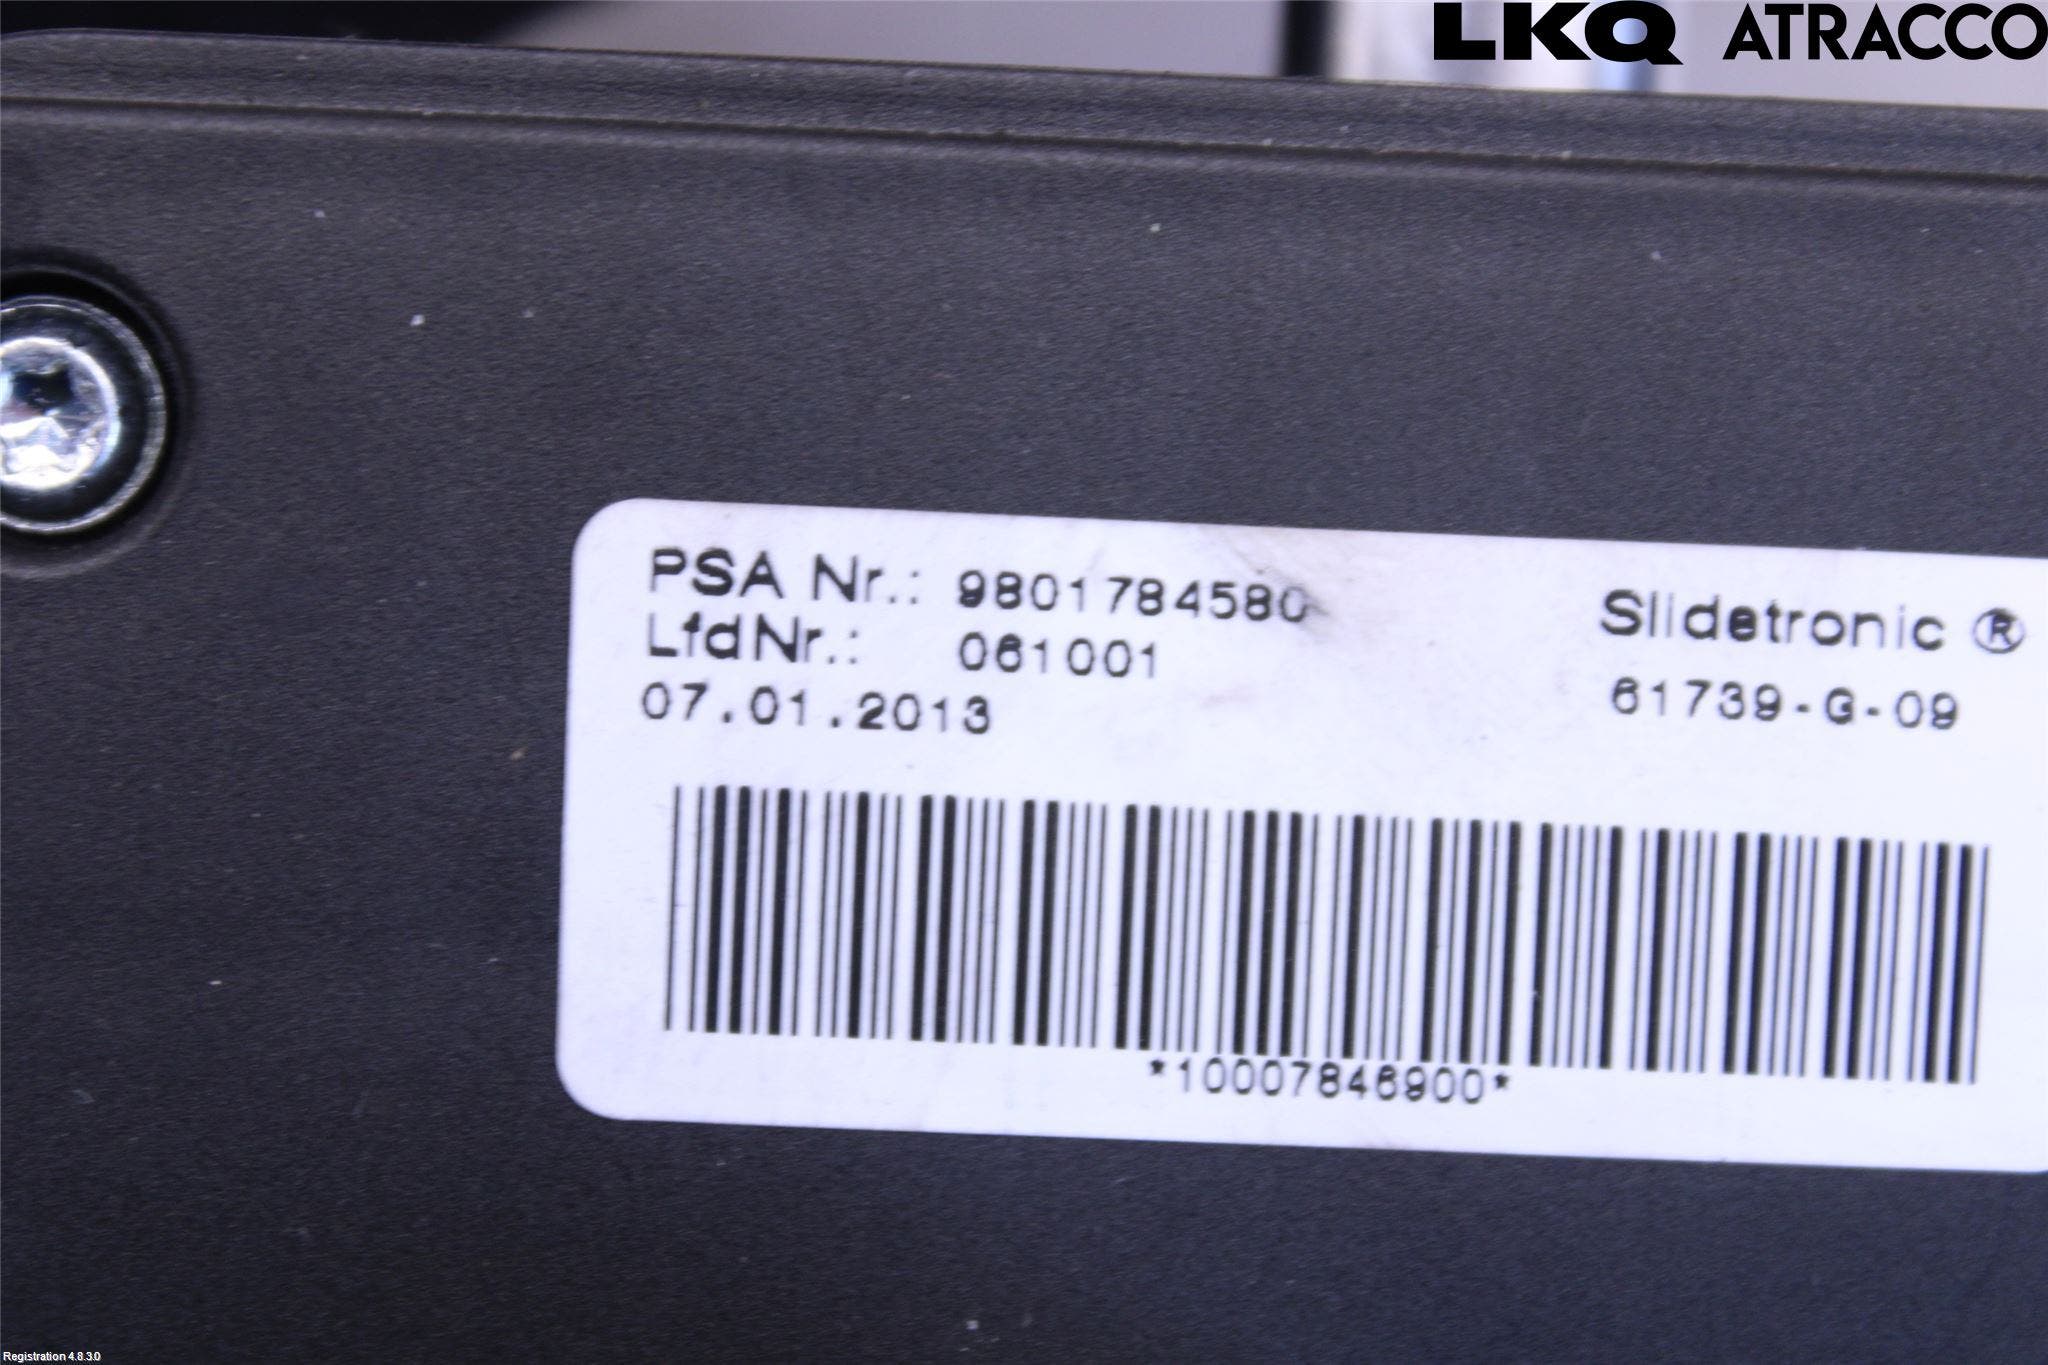 LKQ ATRACCO
PSA Nr.: 9801784580
LfdNr.: 061001
07.01.2013
Slidetronic ®
61739-G-09
*10007846900*
Registration 4.8.3.0